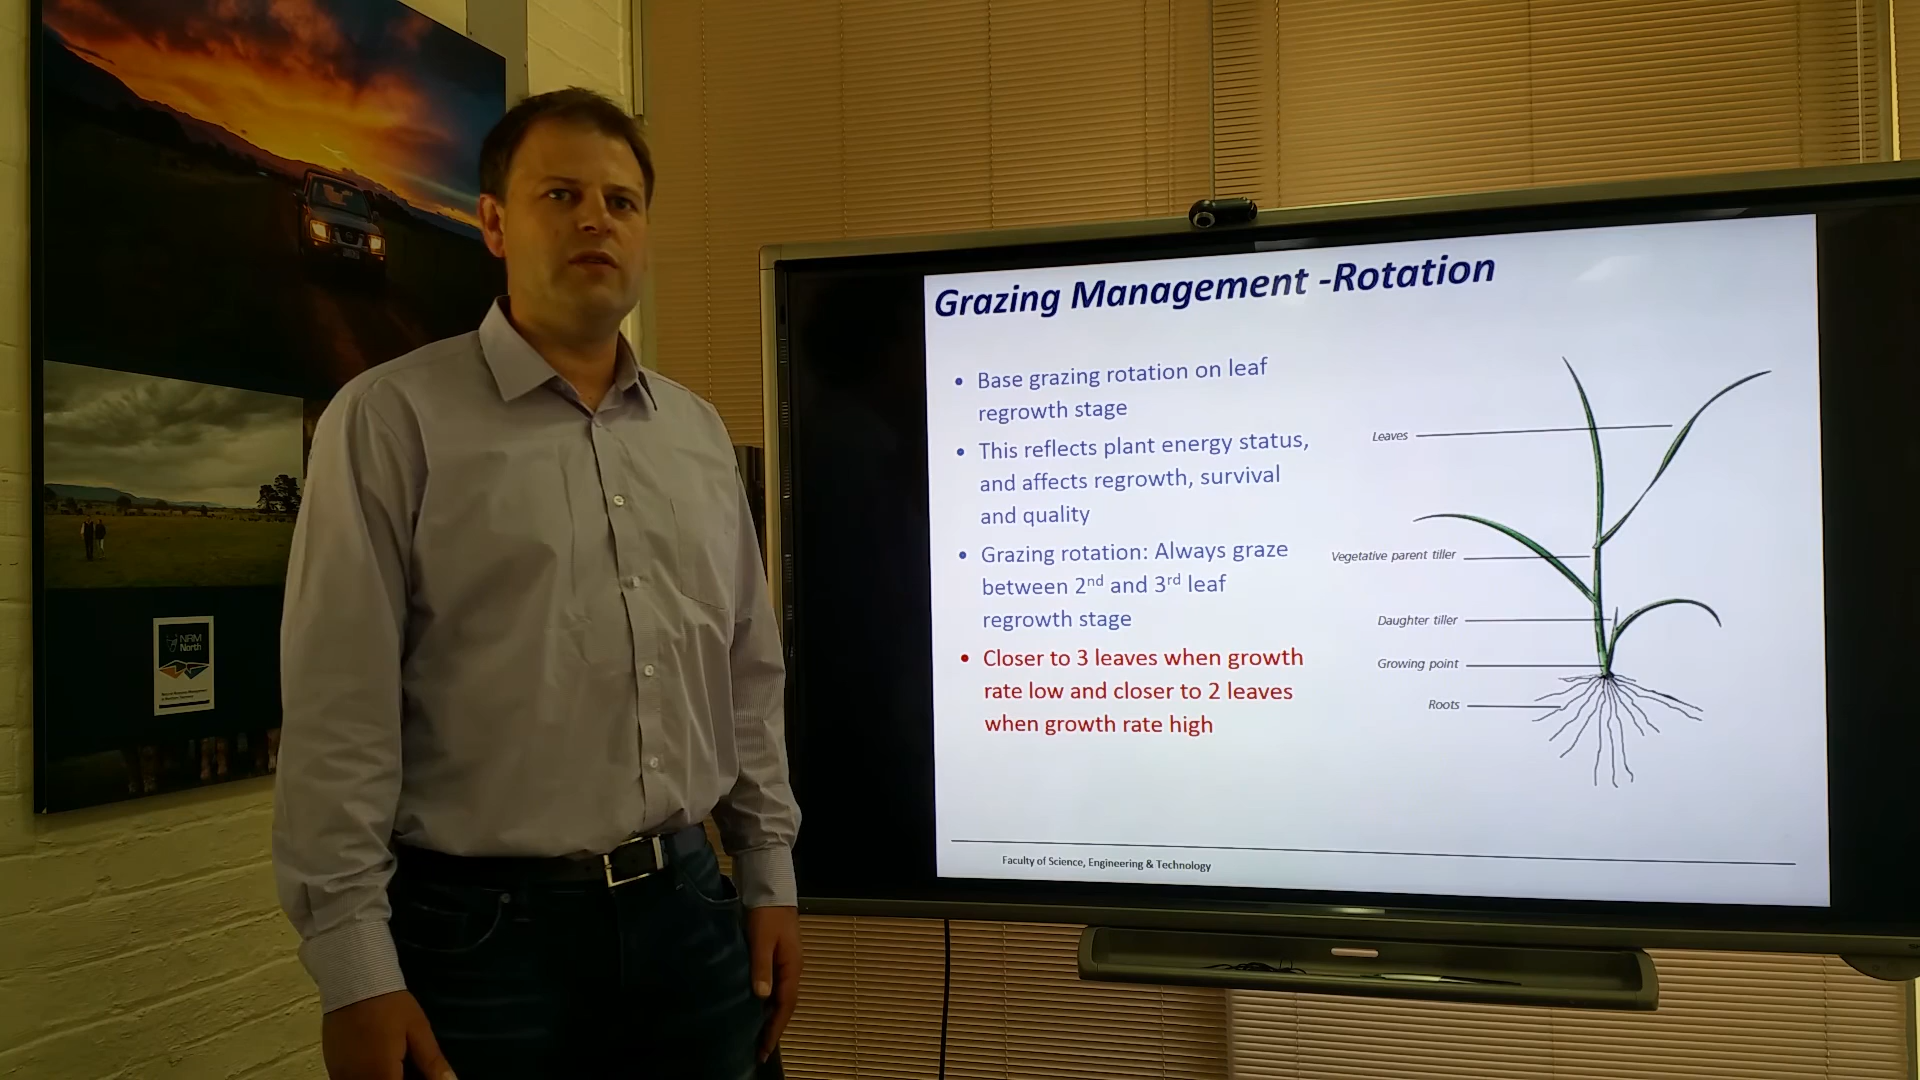 NRM
North
Grazing Management -Rotation
• Base grazing rotation on leaf
regrowth stage
• This reflects plant energy status,
and affects regrowth, survival
and quality
• Grazing rotation: Always graze
between 2nd and 3rd leaf
regrowth stage
• Closer to 3 leaves when growth
rate low and closer to 2 leaves
when growth rate high
Leaves
Vegetative parent tiller
Daughter tiller
Growing point
Roots
Faculty of Science, Engineering & Technology